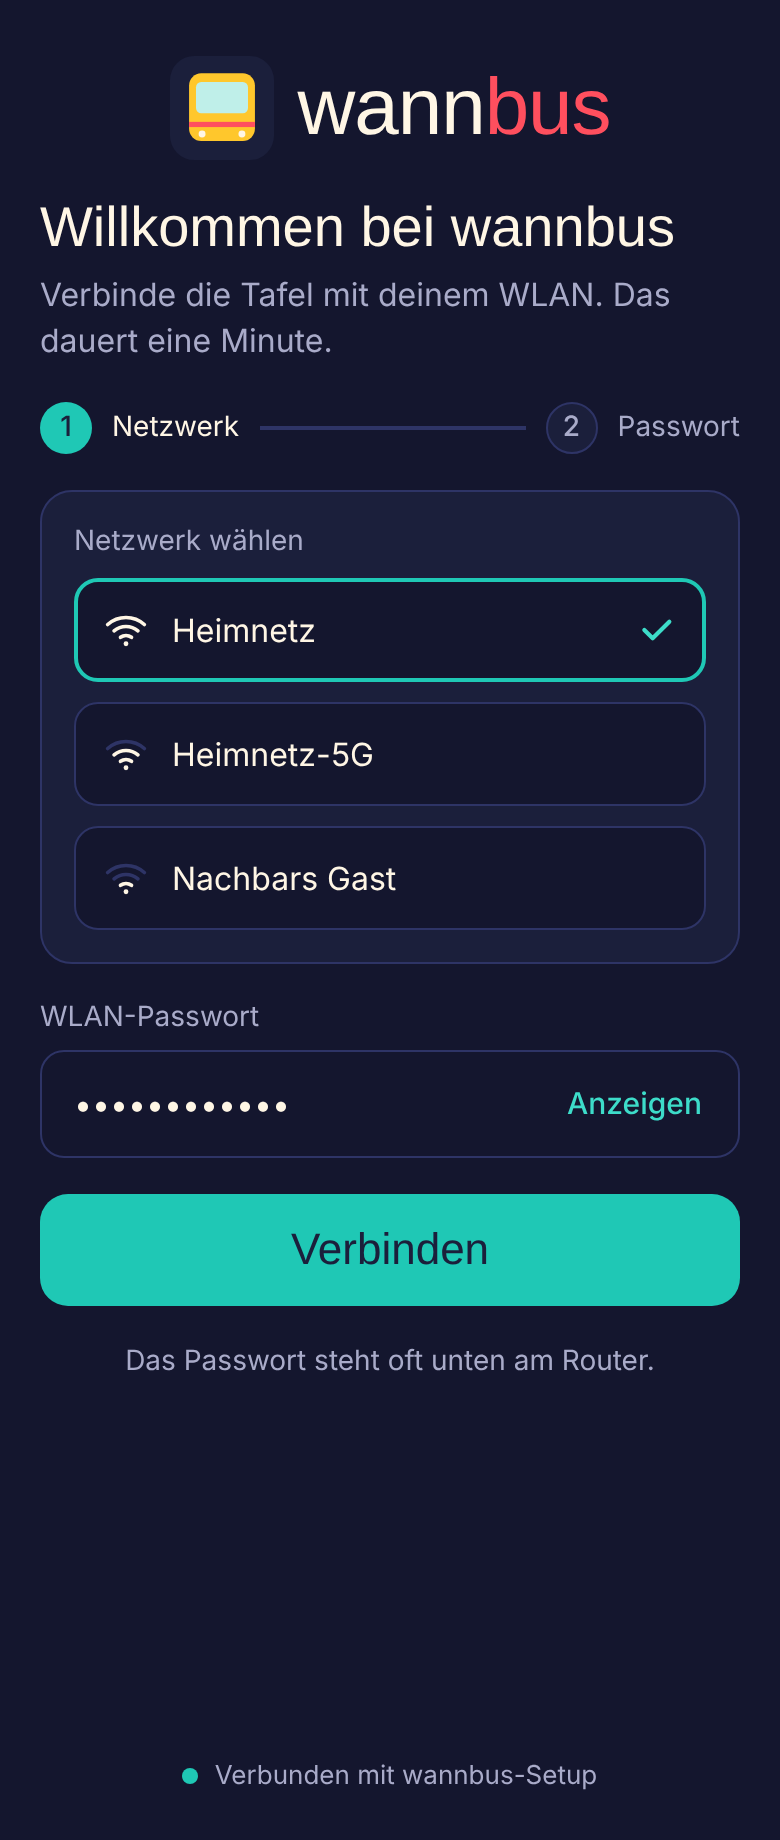 wannbus
Willkommen bei wannbus
Verbinde die Tafel mit deinem WLAN. Das
dauert eine Minute.
1 Netzwerk 2 Passwort
Netzwerk wählen
Heimnetz
Heimnetz-5G
Nachbars Gast
WLAN-Passwort
•••••••••••• Anzeigen
Verbinden
Das Passwort steht oft unten am Router.
Verbunden mit wannbus-Setup